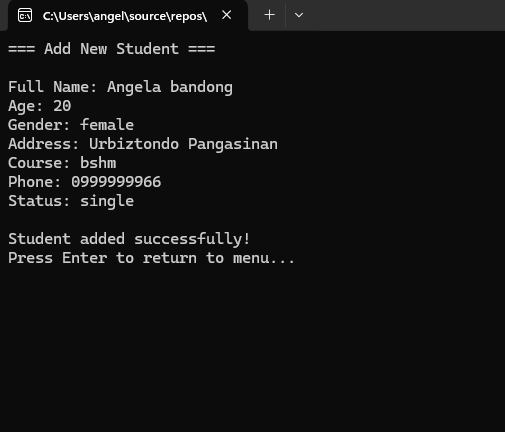 C:\Users\angel\source\repos\
=== Add New Student ===
Full Name: Angela bandong
Age: 20
Gender: female
Address: Urbiztondo Pangasinan
Course: bshm
Phone: 0999999966
Status: single
Student added successfully!
Press Enter to return to menu...